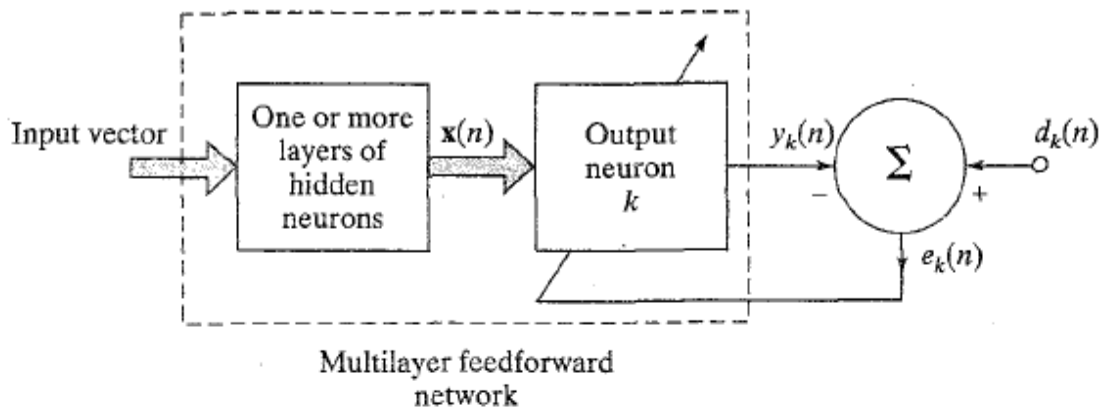 Input vector
One or more
layers of
hidden
neurons
x(n)
Output
neuron
k
yₖ(n)
Σ
dₖ(n)
−
+
eₖ(n)
Multilayer feedforward
network